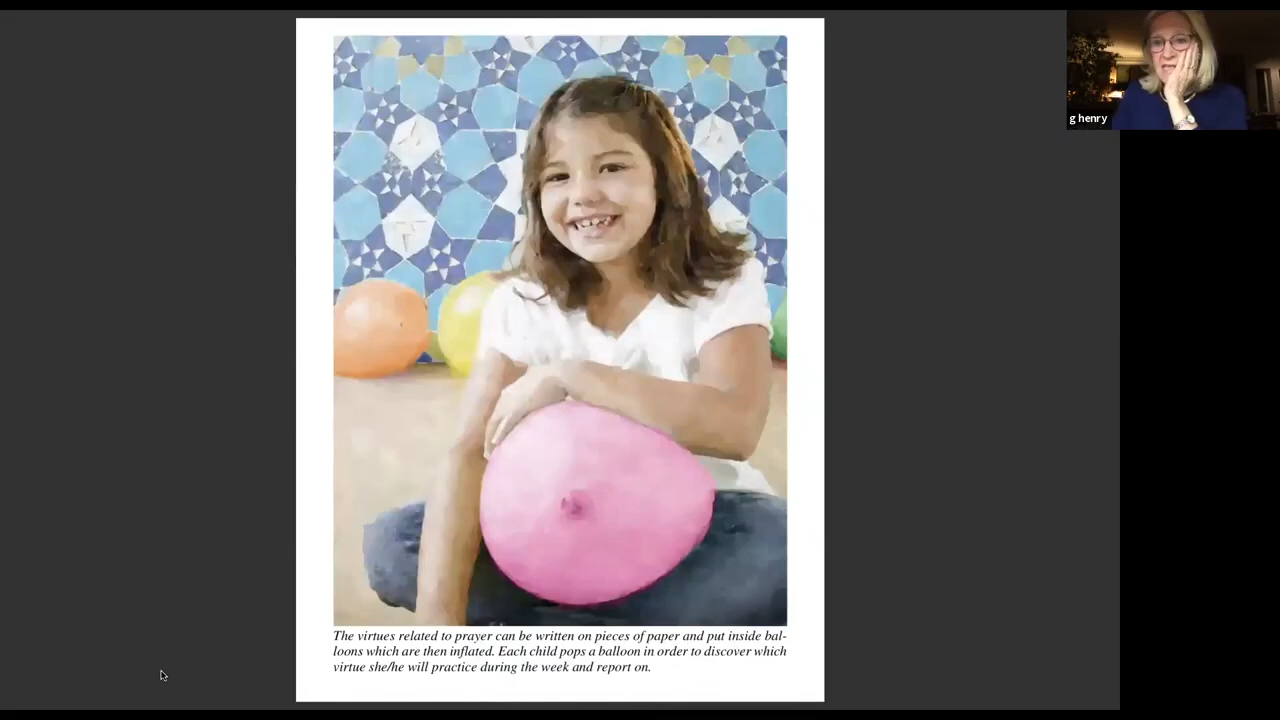 g henry
The virtues related to prayer can be written on pieces of paper and put inside bal-
loons which are then inflated. Each child pops a balloon in order to discover which
virtue she/he will practice during the week and report on.